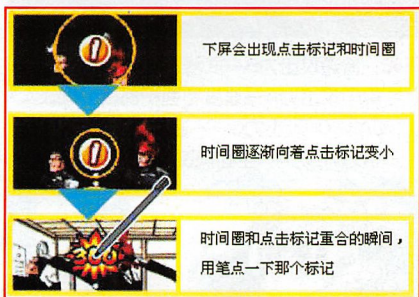 下屏会出现点击标记和时间圈
时间圈逐渐向着点击标记变小
300
时间圈和点击标记重合的瞬间，
用笔点一下那个标记